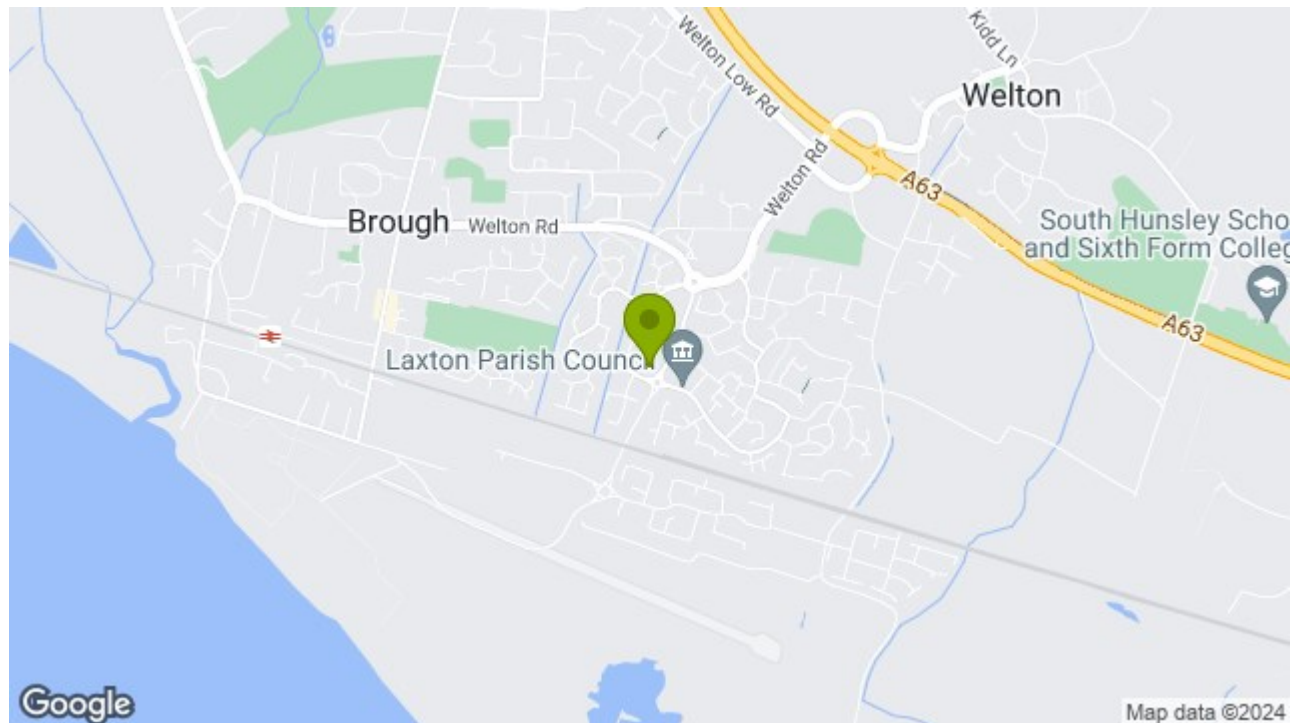 Welton Low Rd
Kidd Ln
Welton
Welton Rd
A63
South Hunsley Scho
and Sixth Form Colleg
Brough
Welton Rd
A63
Laxton Parish Council
Google
Map data ©2024